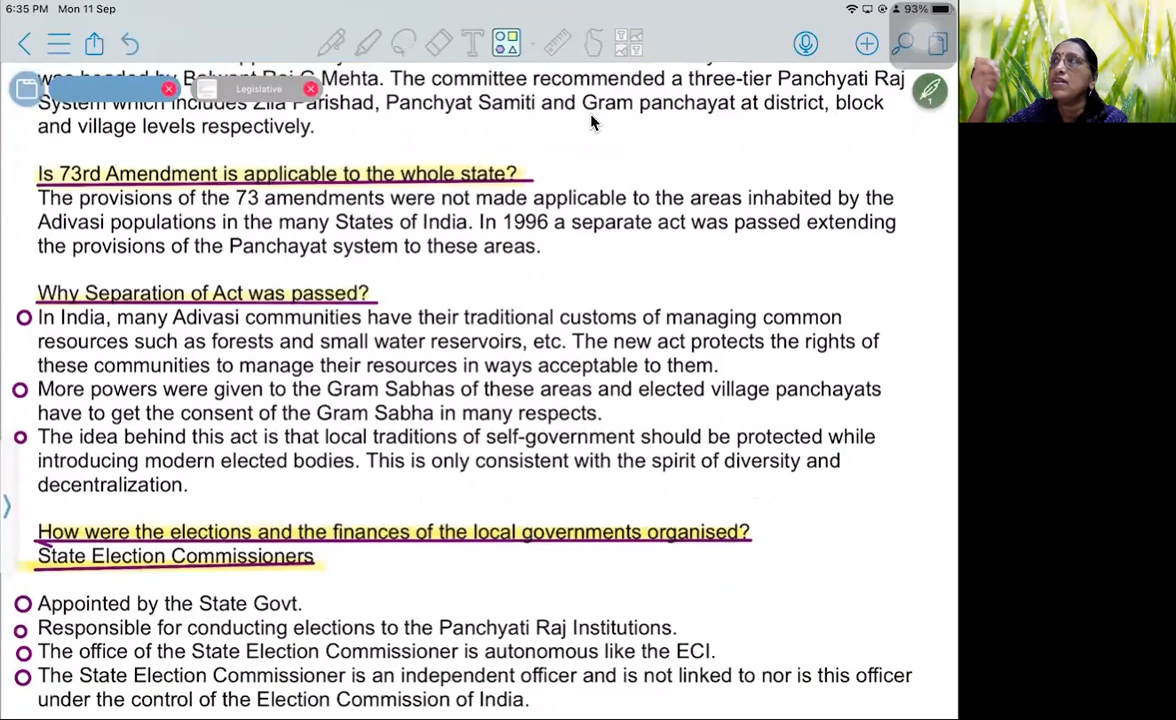 6:35 PM Mon 11 Sep
93%
Mehta. The committee recommended a three-tier Panchyati Raj
Legislative
System which includes Zila Parishad, Panchyat Samiti and Gram panchayat at district, block
and village levels respectively.
Is 73rd Amendment is applicable to the whole state?
The provisions of the 73 amendments were not made applicable to the areas inhabited by the
Adivasi populations in the many States of India. In 1996 a separate act was passed extending
the provisions of the Panchayat system to these areas.
Why Separation of Act was passed?
In India, many Adivasi communities have their traditional customs of managing common
resources such as forests and small water reservoirs, etc. The new act protects the rights of
these communities to manage their resources in ways acceptable to them.
More powers were given to the Gram Sabhas of these areas and elected village panchayats
have to get the consent of the Gram Sabha in many respects.
The idea behind this act is that local traditions of self-government should be protected while
introducing modern elected bodies. This is only consistent with the spirit of diversity and
decentralization.
How were the elections and the finances of the local governments organised?
State Election Commissioners
Appointed by the State Govt.
Responsible for conducting elections to the Panchyati Raj Institutions.
The office of the State Election Commissioner is autonomous like the ECI.
The State Election Commissioner is an independent officer and is not linked to nor is this officer
under the control of the Election Commission of India.